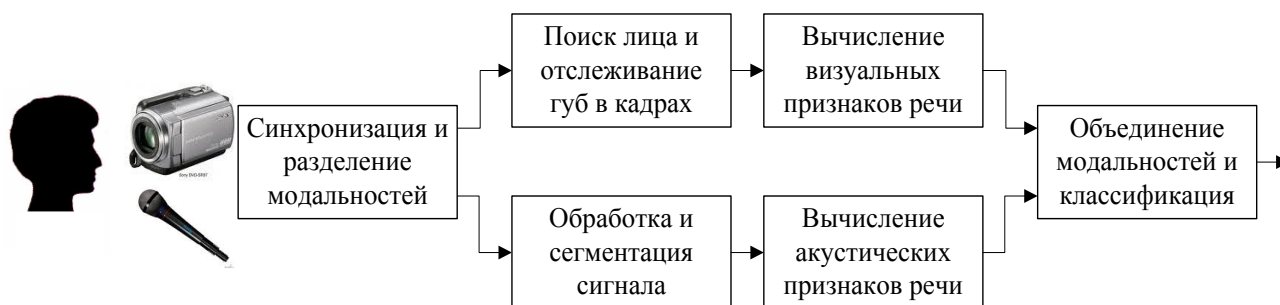 Поиск лица и
отслеживание
губ в кадрах
Вычисление
визуальных
признаков речи
Синхронизация и
разделение
модальностей
Объединение
модальностей и
классификация
Обработка и
сегментация
сигнала
Вычисление
акустических
признаков речи